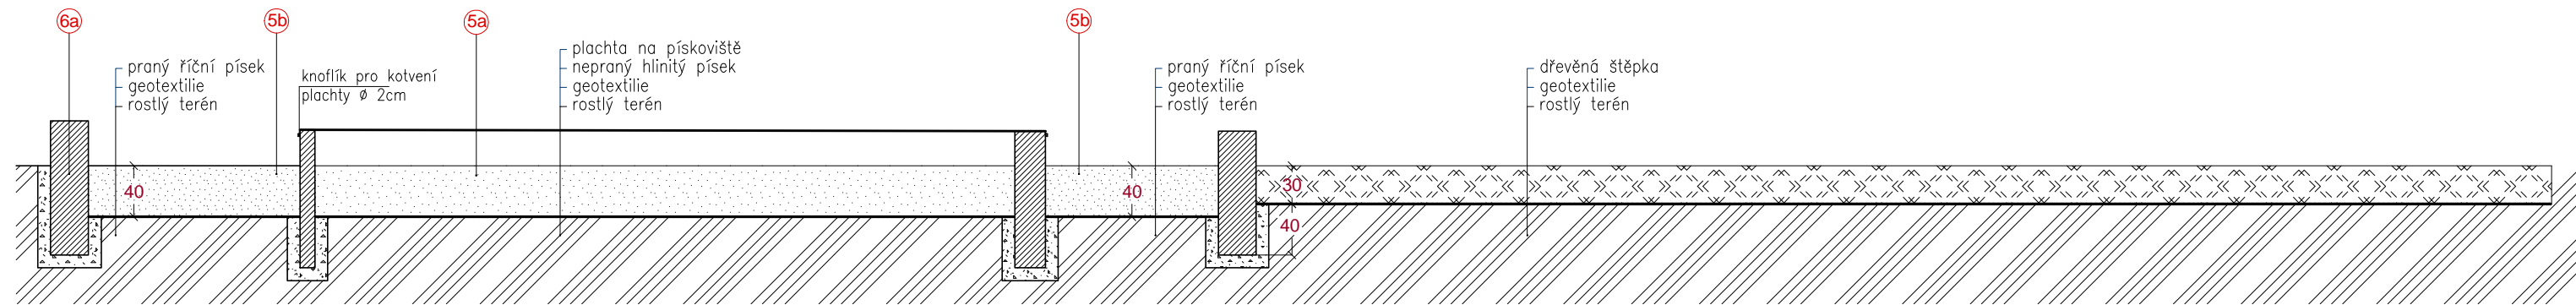 6a
5b
5a
5b
praný říční písek
geotextilie
rostlý terén
knoflík pro kotvení
plachty ø 2cm
plachta na pískoviště
nepraný hlinitý písek
geotextilie
rostlý terén
praný říční písek
geotextilie
rostlý terén
dřevěná štěpka
geotextilie
rostlý terén
40
40
30
40